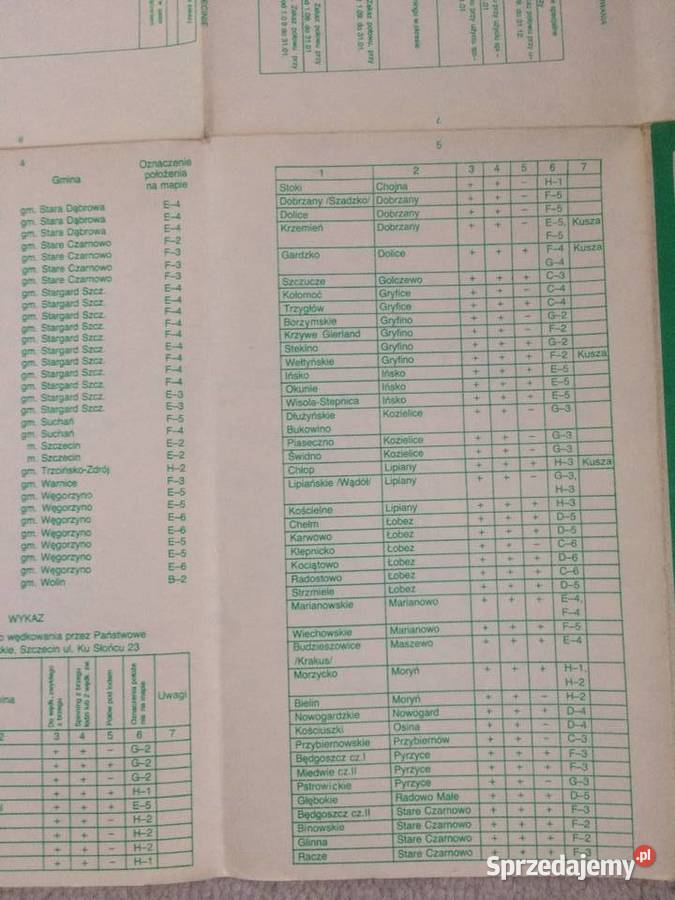 4
Gmina
Oznaczenie
położenia
na mapie
gm. Stara Dąbrowa E–4
gm. Stara Dąbrowa E–4
gm. Stara Dąbrowa E–4
gm. Stare Czarnowo F–2
gm. Stare Czarnowo F–3
gm. Stare Czarnowo F–3
gm. Stare Czarnowo F–3
gm. Stargard Szcz. E–4
gm. Stargard Szcz. E–4
gm. Stargard Szcz. F–4
gm. Stargard Szcz. F–4
gm. Stargard Szcz. E–4
gm. Stargard Szcz. F–4
gm. Stargard Szcz. F–4
gm. Stargard Szcz. F–4
gm. Stargard Szcz. E–3
gm. Stargard Szcz. E–3
gm. Suchań F–5
gm. Suchań F–4
m. Szczecin E–2
m. Szczecin E–2
gm. Trzcińsko-Zdrój H–2
gm. Warnice F–3
gm. Węgorzyno E–5
gm. Węgorzyno E–5
gm. Węgorzyno E–6
gm. Węgorzyno E–6
gm. Węgorzyno E–5
gm. Węgorzyno E–5
gm. Węgorzyno E–6
gm. Wolin B–2
WYKAZ
o wędkowania przez Państwowe
kie, Szczecin ul. Ku Słońcu 23
Uwagi
2 3 4 5 6 7
+ + – G–2
+ + + G–2
+ + – G–2
+ + + H–1
+ + + E–5
+ + – H–2
+ + – H–2
+ + – H–2
+ + – H–1
5
1 2 3 4 5 6 7
Stoki Chojna + + – H–1
Dobrzany /Szadzko/ Dobrzany + + – F–5
Dolice Dobrzany + + – F–5
Krzemień Dobrzany + + – E–5, Kusza
F–5
Gardzko Dolice + + + F–4 Kusza
G–4
Szczucze Golczewo + + + C–3
Kołomoć Gryfice + + – C–4
Trzygłów Gryfice + + + C–4
Borzymskie Gryfino + + – G–2
Krzywe Gierland Gryfino + + – F–2
Stekino Gryfino + + + G–2
Wełtyńskie Gryfino + + + F–2 Kusza
Ińsko Ińsko + + + E–5
Okunie Ińsko + + + E–5
Wisola-Stepnica Ińsko + + + E–5
Dłużyńskie Kozielice + + – G–3
Bukowino
Piaseczno Kozielice + + – G–3
Świdno Kozielice + + – G–3
Chłop Lipiany + + + H–3 Kusza
Lipiańskie /Wądół/ Lipiany + + – G–3,
H–3
Kościelne Lipiany + + + H–3
Chełm Łobez + + + D–5
Karwowo Łobez + + + D–5
Klępnicko Łobez + + – C–6
Kociątowo Łobez + + + D–6
Radostowo Łobez + + + C–6
Strzmiele Łobez + + + D–5
Marianowskie Marianowo + + + E–4,
F–4
Wiechowskie Marianowo + + + F–5
Budzieszowice Maszewo + + + E–4
/Krakus/
Morzycko Moryń + + + H–1,
H–2
Bielin Moryń + + – H–2
Nowogardzkie Nowogard + + + D–4
Kościuszki Osina + + – D–4
Przybiernowskie Przybiernów + + – C–3
Będgoszcz cz.I Pyrzyce + + + F–3
Miedwie cz.II Pyrzyce + + + F–3
Pstrowickie Pyrzyce + + – G–3
Głębokie Radowo Małe + + + D–5
Będgoszcz cz.II Stare Czarnowo + + + F–3
Binowskie Stare Czarnowo + + + F–2
Glinna Stare Czarnowo + + + F–2
Racze Stare Czarnowo + + + F–3
Sprzedajemy.pl